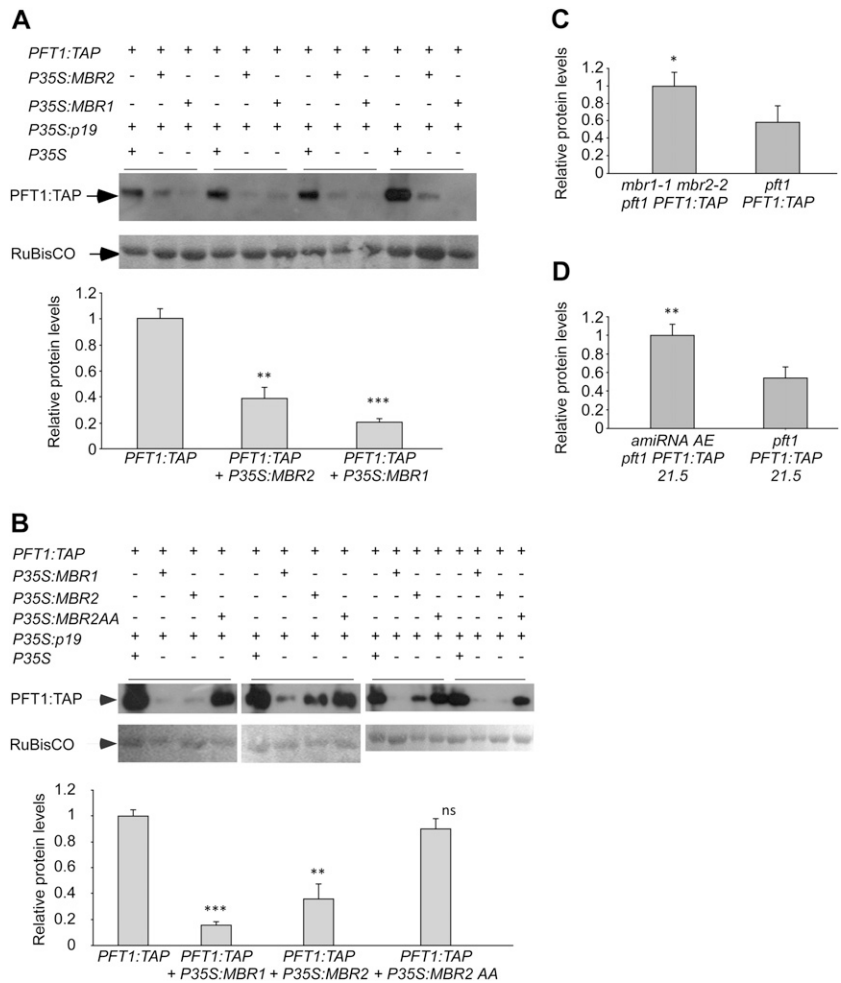 A
PFT1:TAP + + + + + + + + + + + +
P35S:MBR2 - + - - + - - + - - + -
P35S:MBR1 - - + - - + - - + - - +
P35S:p19 + + + + + + + + + + + +
P35S + - - + - - + - - + - -
PFT1:TAP
RuBisCO
Relative protein levels
1.2
1
0.8
0.6
0.4
0.2
0
**
***
PFT1:TAP
PFT1:TAP
+ P35S:MBR2
PFT1:TAP
+ P35S:MBR1
B
PFT1:TAP + + + + + + + + + + + + + + + +
P35S:MBR1 - + - - - + - - - + - - - + - -
P35S:MBR2 - - + - - - + - - - + - - - + -
P35S:MBR2AA - - - + - - - + - - - + - - - +
P35S:p19 + + + + + + + + + + + + + + + +
P35S + - - - + - - - + - - - + - - -
PFT1:TAP
RuBisCO
Relative protein levels
1.2
1
0.8
0.6
0.4
0.2
0
***
**
ns
PFT1:TAP
PFT1:TAP
+ P35S:MBR1
PFT1:TAP
+ P35S:MBR2
PFT1:TAP
+ P35S:MBR2 AA
C
Relative protein levels
1.2
1
0.8
0.6
0.4
0.2
0
*
mbr1-1 mbr2-2
pft1 PFT1:TAP
pft1
PFT1:TAP
D
Relative protein levels
1.2
1
0.8
0.6
0.4
0.2
0
**
amiRNA AE
pft1 PFT1:TAP
21.5
pft1
PFT1:TAP
21.5